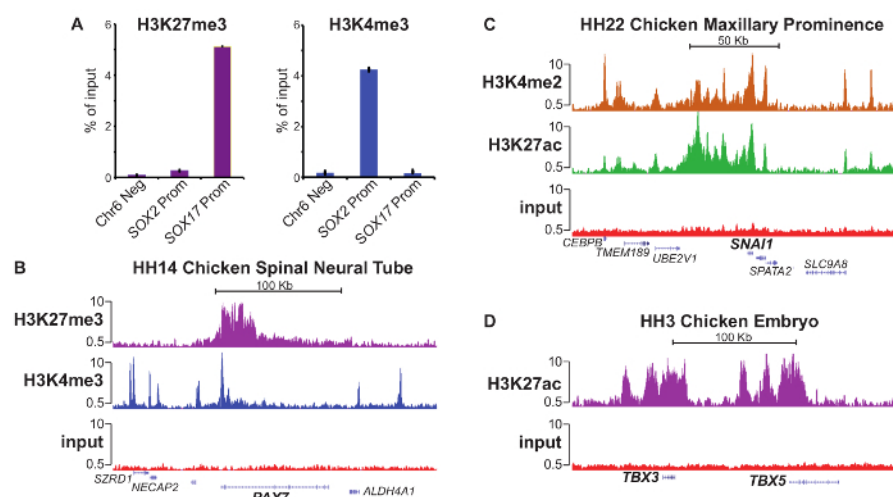 A
H3K27me3
H3K4me3
% of input
6
4
2
0
Chr6 Neg
SOX2 Prom
SOX17 Prom
% of input
6
4
2
0
Chr6 Neg
SOX2 Prom
SOX17 Prom
B
HH14 Chicken Spinal Neural Tube
100 Kb
H3K27me3
10
0.5
H3K4me3
10
0.5
input
10
0.5
SZRD1
NECAP2
PAX7
ALDH4A1
C
HH22 Chicken Maxillary Prominence
50 Kb
H3K4me2
10
0.5
H3K27ac
10
0.5
input
10
0.5
CEBPB
TMEM189
UBE2V1
SNAI1
SPATA2
SLC9A8
D
HH3 Chicken Embryo
100 Kb
H3K27ac
10
0.5
input
10
0.5
TBX3
TBX5